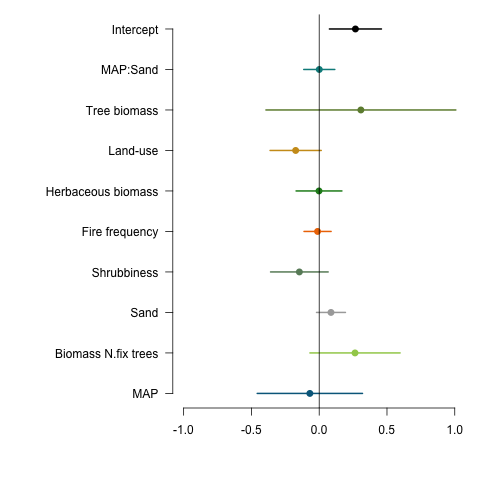 Intercept
MAP:Sand
Tree biomass
Land-use
Herbaceous biomass
Fire frequency
Shrubbiness
Sand
Biomass N.fix trees
MAP
-1.0 -0.5 0.0 0.5 1.0